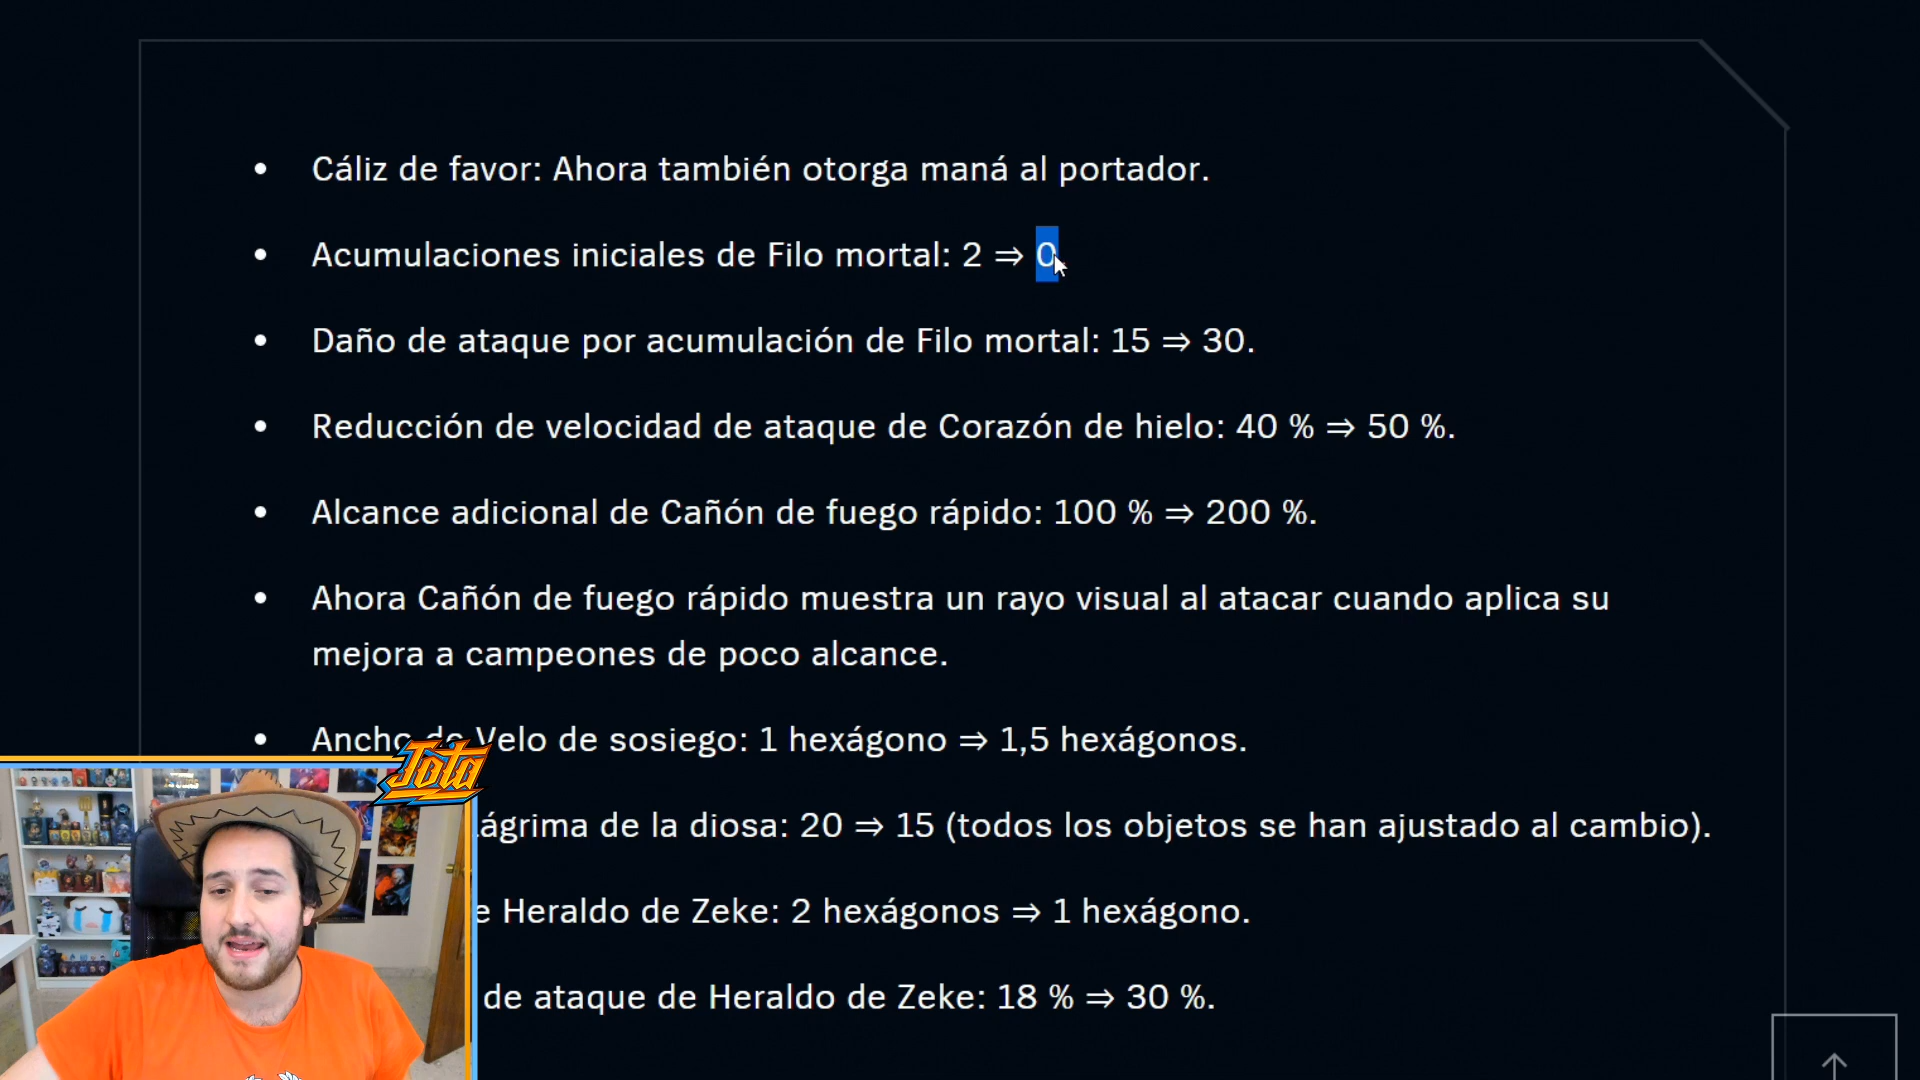 Cáliz de favor: Ahora también otorga maná al portador.
Acumulaciones iniciales de Filo mortal: 2 ⇒ 0
Daño de ataque por acumulación de Filo mortal: 15 ⇒ 30.
Reducción de velocidad de ataque de Corazón de hielo: 40 % ⇒ 50 %.
Alcance adicional de Cañón de fuego rápido: 100 % ⇒ 200 %.
Ahora Cañón de fuego rápido muestra un rayo visual al atacar cuando aplica su
mejora a campeones de poco alcance.
Ancho de Velo de sosiego: 1 hexágono ⇒ 1,5 hexágonos.
Jota
de la diosa: 20 ⇒ 15 (todos los objetos se han ajustado al cambio).
Heraldo de Zeke: 2 hexágonos ⇒ 1 hexágono.
de ataque de Heraldo de Zeke: 18 % ⇒ 30 %.